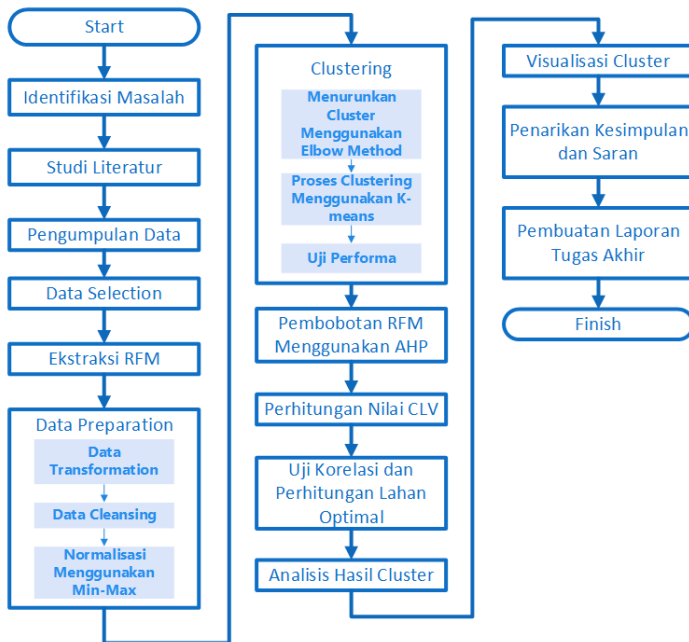 Start
Identifikasi Masalah
Studi Literatur
Pengumpulan Data
Data Selection
Ekstraksi RFM
Data Preparation
Data
Transformation
Data Cleansing
Normalisasi
Menggunakan
Min-Max
Clustering
Menurunkan
Cluster
Menggunakan
Elbow Method
Proses Clustering
Menggunakan K-
means
Uji Performa
Pembobotan RFM
Menggunakan AHP
Perhitungan Nilai CLV
Uji Korelasi dan
Perhitungan Lahan
Optimal
Analisis Hasil Cluster
Visualisasi Cluster
Penarikan Kesimpulan
dan Saran
Pembuatan Laporan
Tugas Akhir
Finish